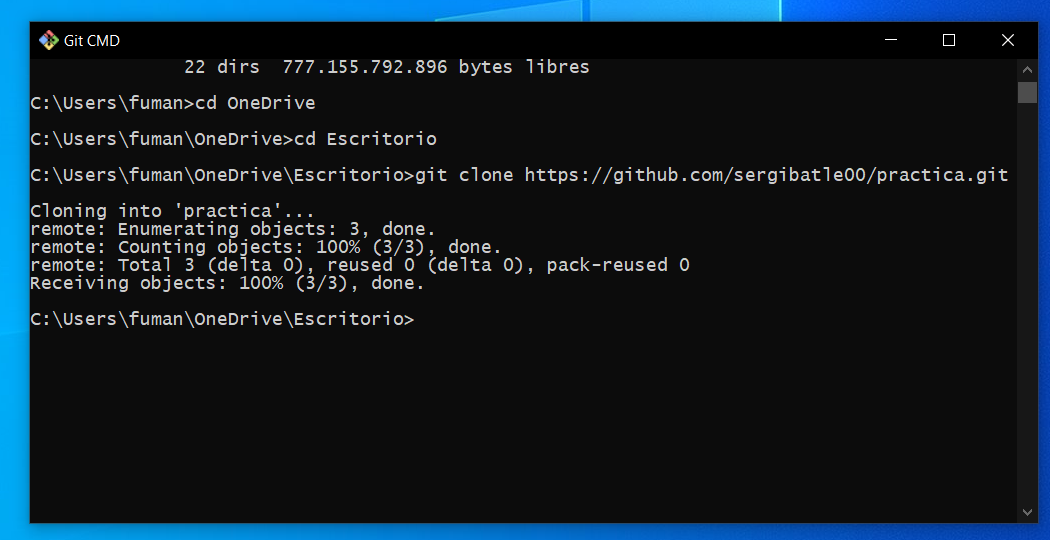 Git CMD
22 dirs  777.155.792.896 bytes libres
C:\Users\fuman>cd OneDrive
C:\Users\fuman\OneDrive>cd Escritorio
C:\Users\fuman\OneDrive\Escritorio>git clone https://github.com/sergibatle00/practica.git
Cloning into 'practica'...
remote: Enumerating objects: 3, done.
remote: Counting objects: 100% (3/3), done.
remote: Total 3 (delta 0), reused 0 (delta 0), pack-reused 0
Receiving objects: 100% (3/3), done.
C:\Users\fuman\OneDrive\Escritorio>